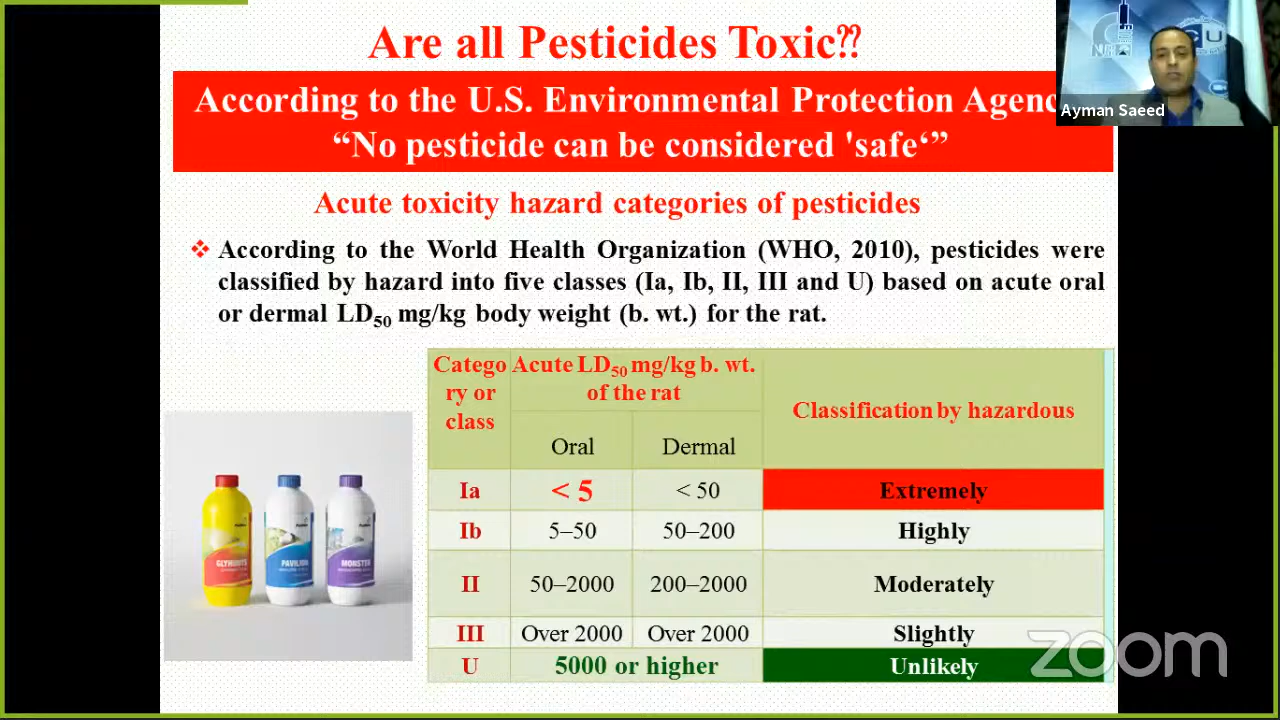 Are all Pesticides Toxic⁇
According to the U.S. Environmental Protection Agenc
“No pesticide can be considered 'safe‘”
Ayman Saeed
Acute toxicity hazard categories of pesticides
❖ According to the World Health Organization (WHO, 2010), pesticides were
classified by hazard into five classes (Ia, Ib, II, III and U) based on acute oral
or dermal LD50 mg/kg body weight (b. wt.) for the rat.
Catego
ry or
class
Acute LD50 mg/kg b. wt.
of the rat
Classification by hazardous
Oral Dermal
Ia < 5 < 50 Extremely
Ib 5–50 50–200 Highly
II 50–2000 200–2000 Moderately
III Over 2000 Over 2000 Slightly
U 5000 or higher Unlikely
PAVILION
MONSTER
zoom